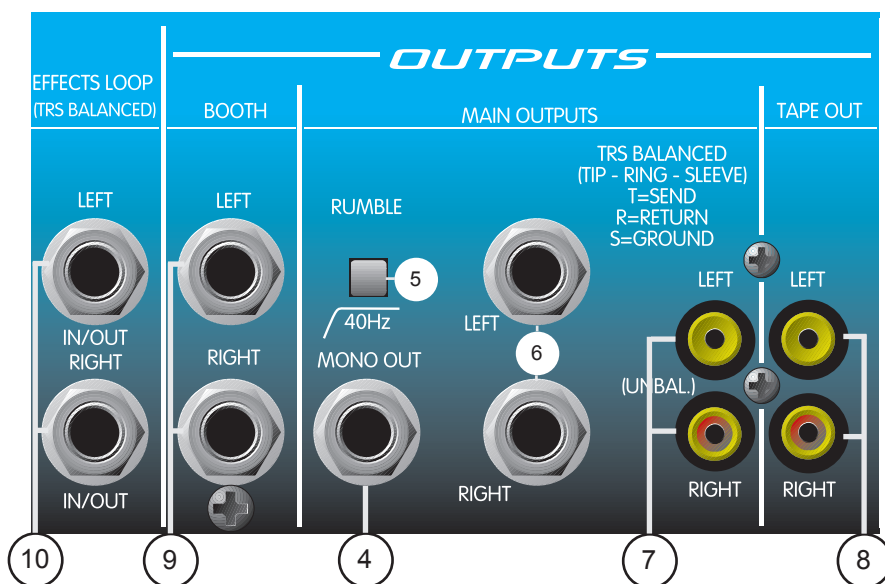 OUTPUTS
EFFECTS LOOP
(TRS BALANCED)
BOOTH
MAIN OUTPUTS
TAPE OUT
TRS BALANCED
(TIP - RING - SLEEVE)
T=SEND
R=RETURN
S=GROUND
LEFT
LEFT
RUMBLE
5
LEFT
LEFT
40Hz
LEFT
IN/OUT
RIGHT
RIGHT
MONO OUT
6
(UNBAL.)
IN/OUT
RIGHT
RIGHT
RIGHT
10
9
4
7
8